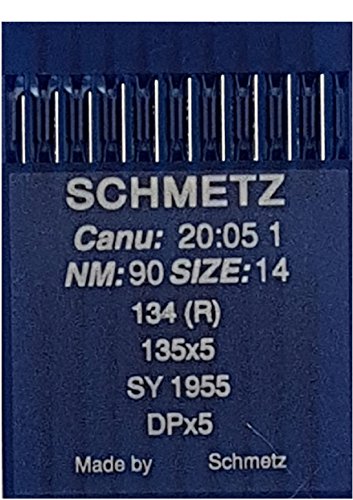 SCHMETZ
Canu: 20:05 1
NM:90 SIZE:14
134 (R)
135x5
SY 1955
DPx5
Made by Schmetz